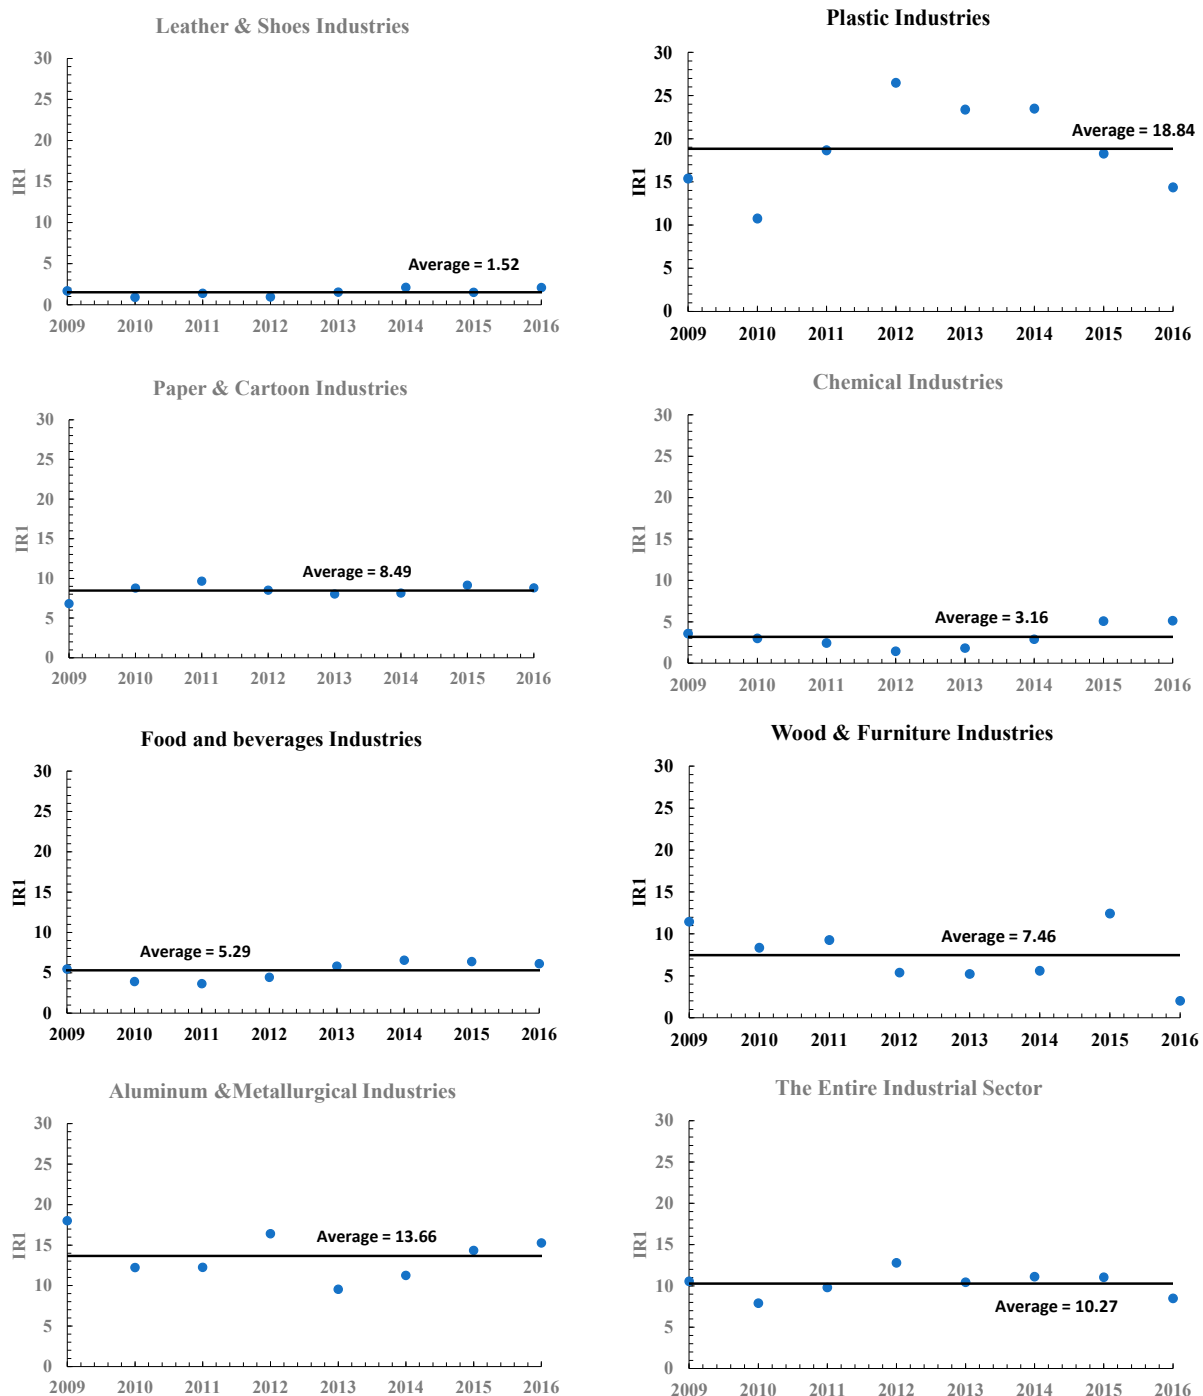 Leather & Shoes Industries
30
25
20
15
10
5
0
IR1
Average = 1.52
2009 2010 2011 2012 2013 2014 2015 2016
Plastic Industries
30
25
20
15
10
5
0
IR1
Average = 18.84
2009 2010 2011 2012 2013 2014 2015 2016
Paper & Cartoon Industries
30
25
20
15
10
5
0
IR1
Average = 8.49
2009 2010 2011 2012 2013 2014 2015 2016
Chemical Industries
30
25
20
15
10
5
0
IR1
Average = 3.16
2009 2010 2011 2012 2013 2014 2015 2016
Food and beverages Industries
30
25
20
15
10
5
0
IR1
Average = 5.29
2009 2010 2011 2012 2013 2014 2015 2016
Wood & Furniture Industries
30
25
20
15
10
5
0
IR1
Average = 7.46
2009 2010 2011 2012 2013 2014 2015 2016
Aluminum &Metallurgical Industries
30
25
20
15
10
5
0
IR1
Average = 13.66
2009 2010 2011 2012 2013 2014 2015 2016
The Entire Industrial Sector
30
25
20
15
10
5
0
IR1
Average = 10.27
2009 2010 2011 2012 2013 2014 2015 2016